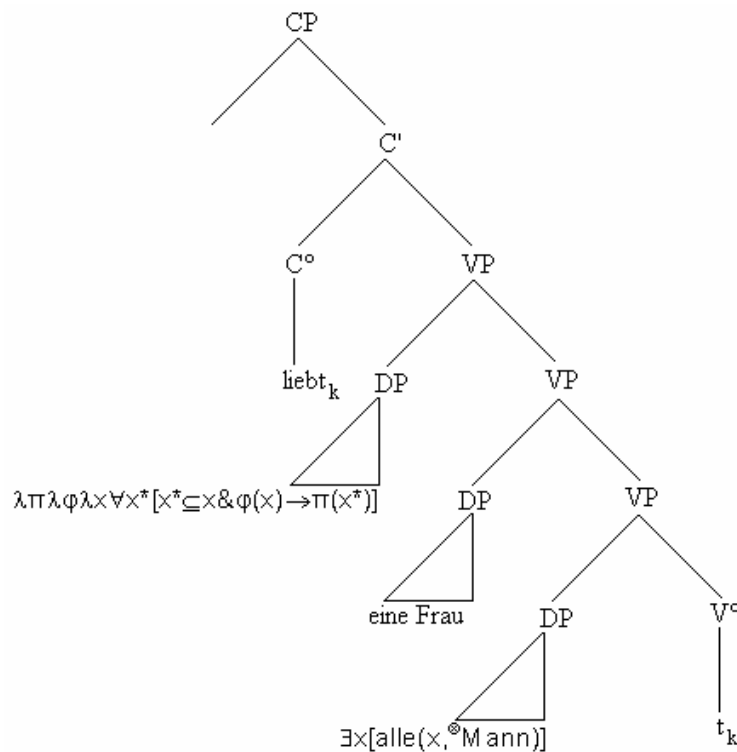 CP
C'
C° VP
liebt_k DP VP
λπλφλx∀x*[x*⊆x&φ(x)→π(x*)] DP VP
eine Frau DP V°
∃x[alle(x,⊗Mann)] t_k